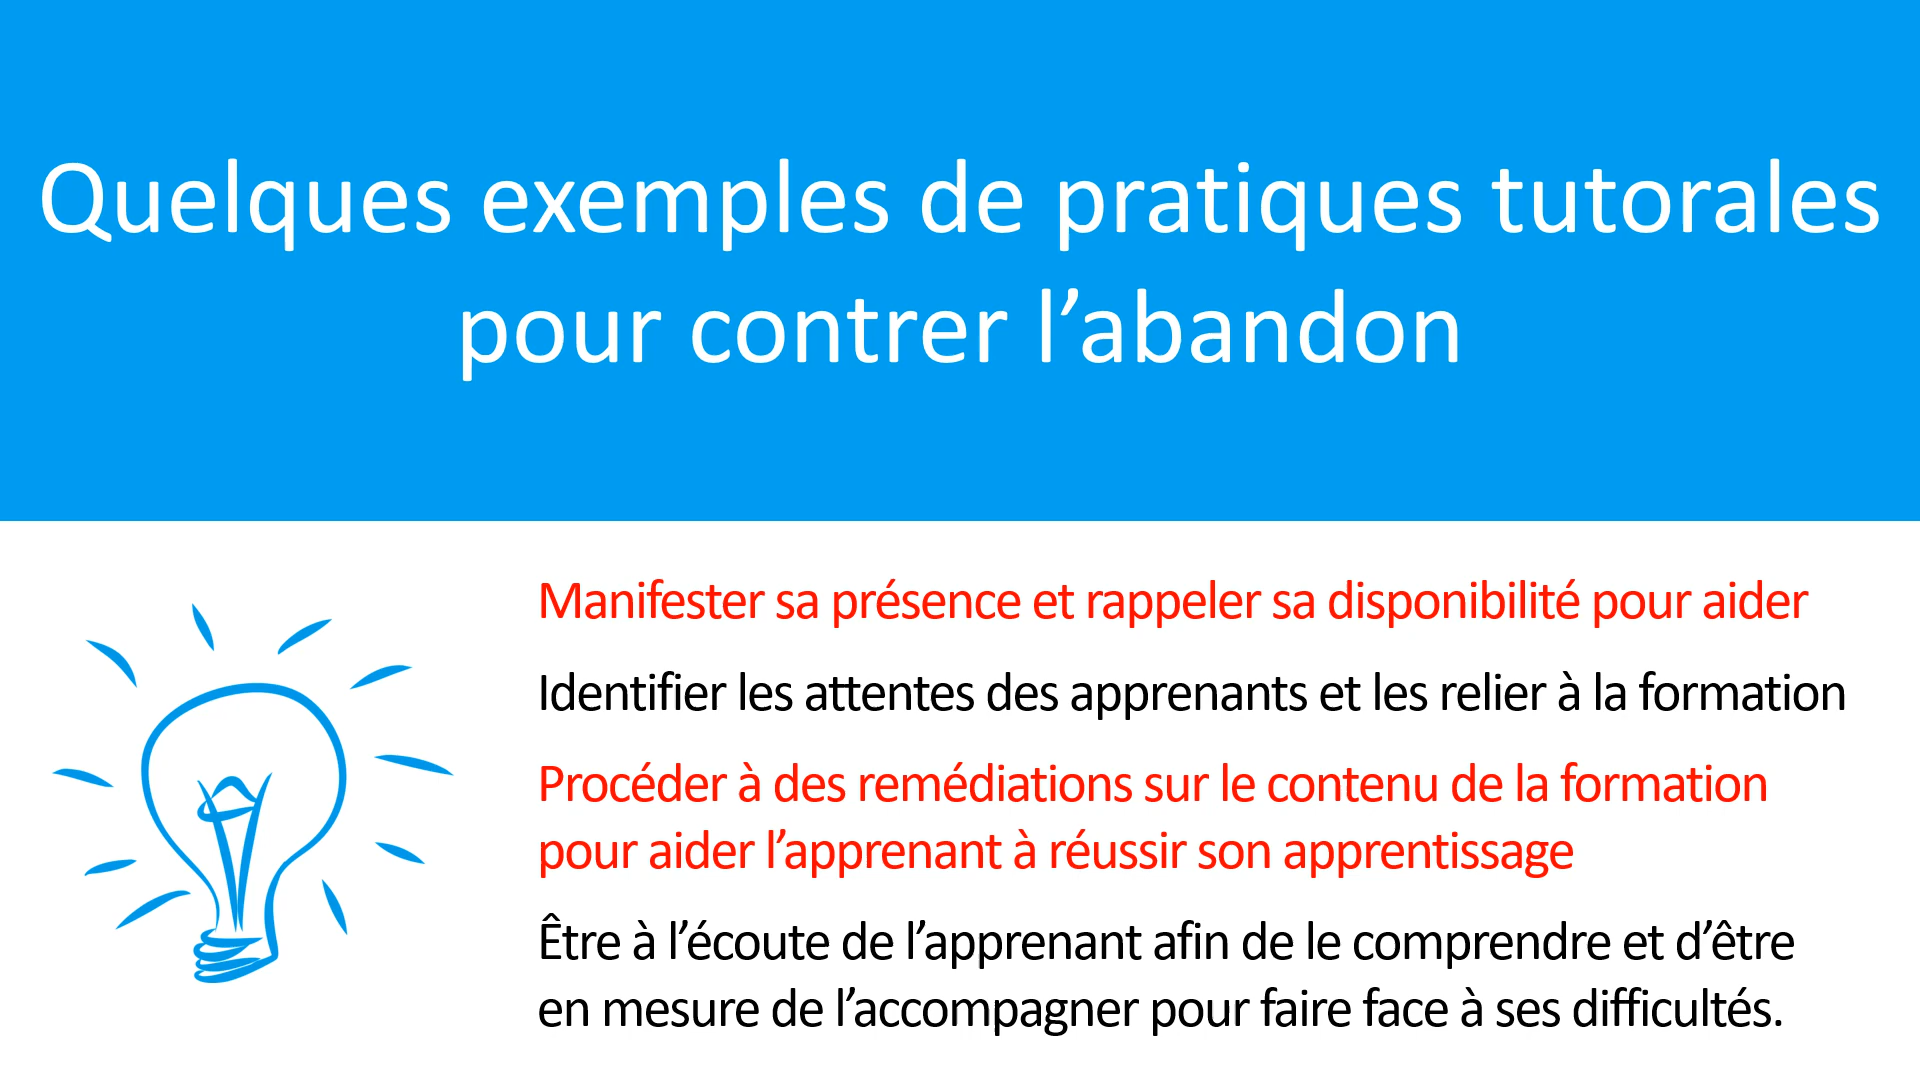 Quelques exemples de pratiques tutorales
pour contrer l’abandon
Manifester sa présence et rappeler sa disponibilité pour aider
Identifier les attentes des apprenants et les relier à la formation
Procéder à des remédiations sur le contenu de la formation
pour aider l’apprenant à réussir son apprentissage
Être à l’écoute de l’apprenant afin de le comprendre et d’être
en mesure de l’accompagner pour faire face à ses difficultés.